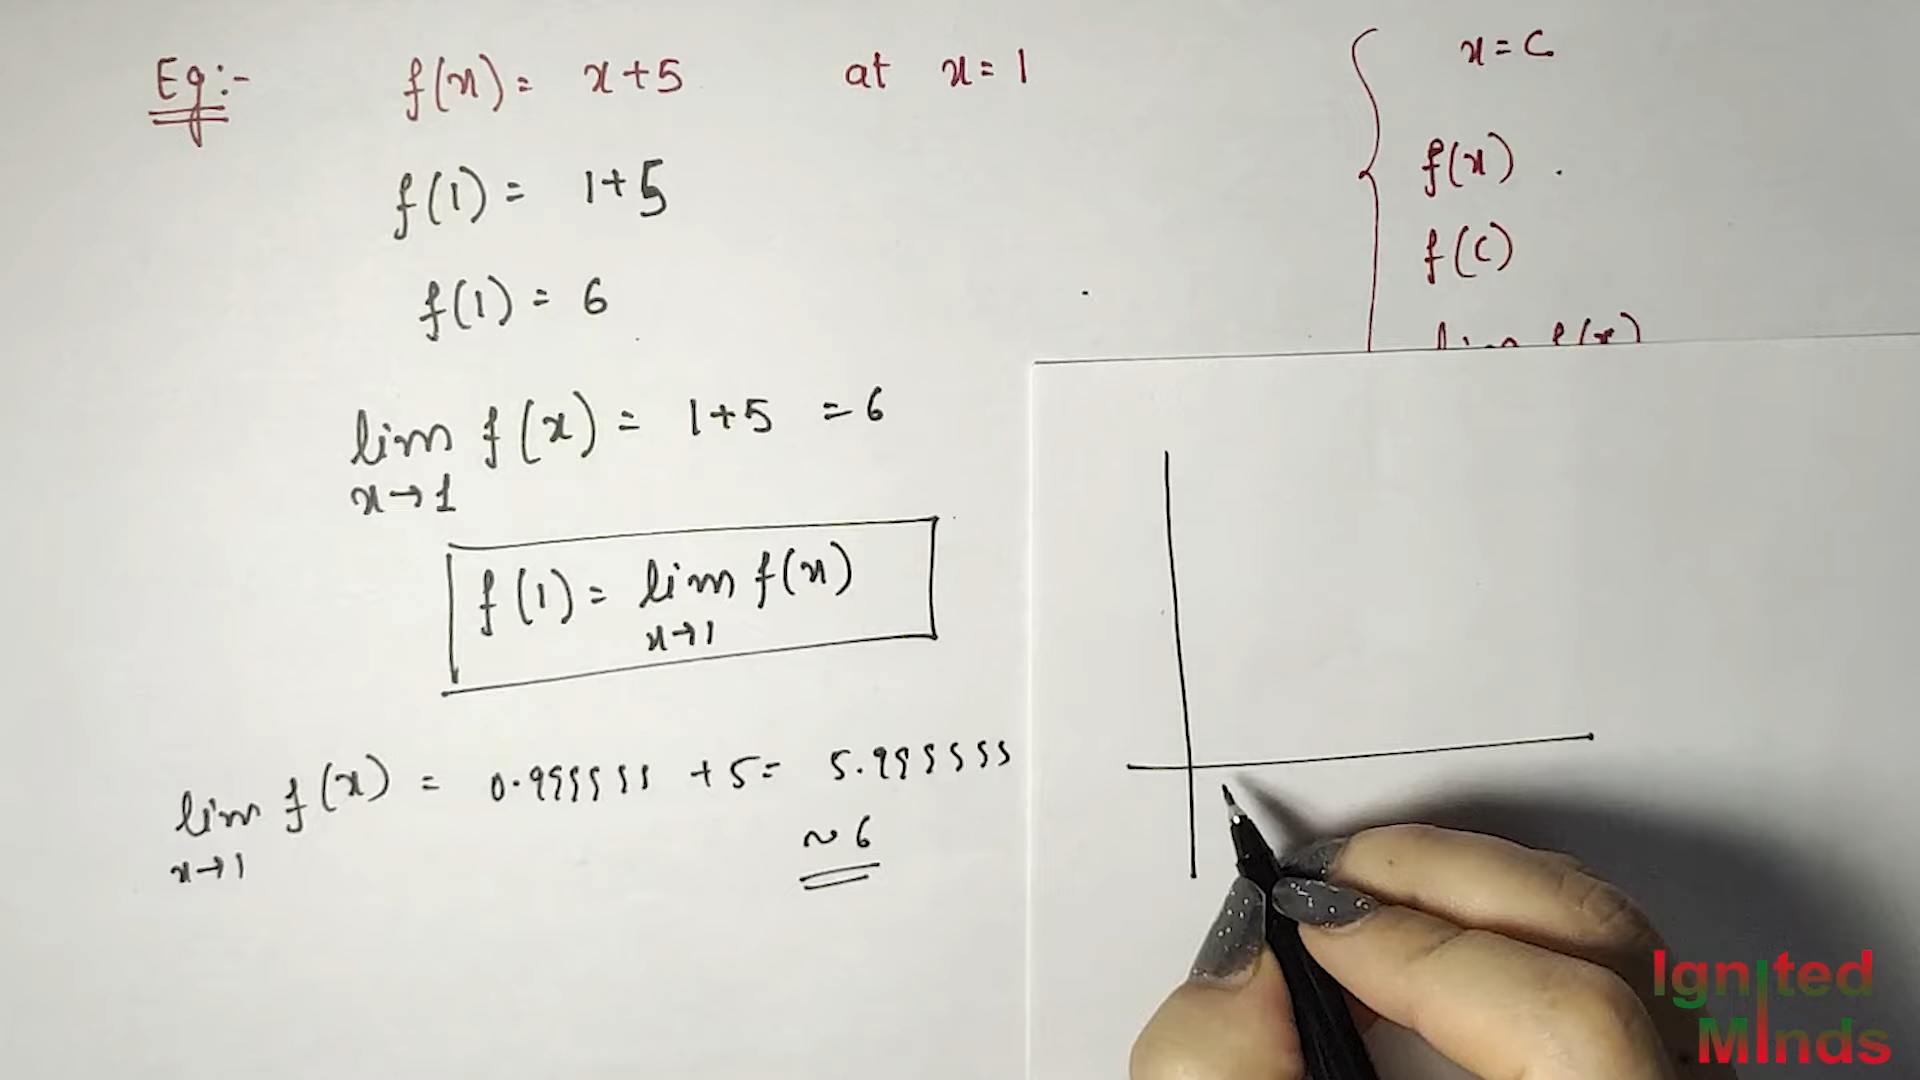 Eg:- f(x) = x+5 at x=1
f(1) = 1+5
f(1) = 6
lim f(x) = 1+5 = 6
x→1
f(1) = lim f(x)
x→1
lim f(x) = 0.999999 + 5 = 5.999999
x→1
~6
x=C
f(x) .
f(C)
lim f(x)
Ignited
Minds